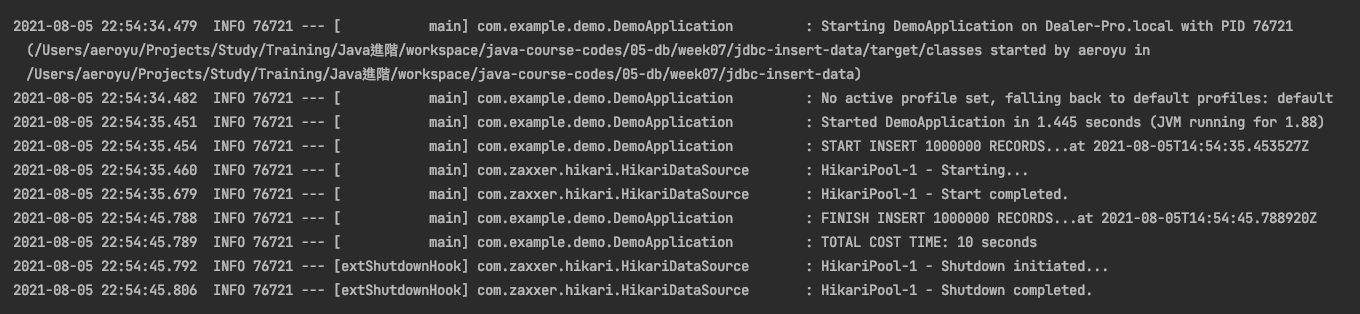 2021-08-05 22:54:34.479  INFO 76721 --- [           main] com.example.demo.DemoApplication         : Starting DemoApplication on Dealer-Pro.local with PID 76721
(/Users/aeroyu/Projects/Study/Training/Java進階/workspace/java-course-codes/05-db/week07/jdbc-insert-data/target/classes started by aeroyu in
/Users/aeroyu/Projects/Study/Training/Java進階/workspace/java-course-codes/05-db/week07/jdbc-insert-data)
2021-08-05 22:54:34.482  INFO 76721 --- [           main] com.example.demo.DemoApplication         : No active profile set, falling back to default profiles: default
2021-08-05 22:54:35.451  INFO 76721 --- [           main] com.example.demo.DemoApplication         : Started DemoApplication in 1.445 seconds (JVM running for 1.88)
2021-08-05 22:54:35.454  INFO 76721 --- [           main] com.example.demo.DemoApplication         : START INSERT 1000000 RECORDS...at 2021-08-05T14:54:35.453527Z
2021-08-05 22:54:35.460  INFO 76721 --- [           main] com.zaxxer.hikari.HikariDataSource       : HikariPool-1 - Starting...
2021-08-05 22:54:35.679  INFO 76721 --- [           main] com.zaxxer.hikari.HikariDataSource       : HikariPool-1 - Start completed.
2021-08-05 22:54:45.788  INFO 76721 --- [           main] com.example.demo.DemoApplication         : FINISH INSERT 1000000 RECORDS...at 2021-08-05T14:54:45.788920Z
2021-08-05 22:54:45.789  INFO 76721 --- [           main] com.example.demo.DemoApplication         : TOTAL COST TIME: 10 seconds
2021-08-05 22:54:45.792  INFO 76721 --- [extShutdownHook] com.zaxxer.hikari.HikariDataSource       : HikariPool-1 - Shutdown initiated...
2021-08-05 22:54:45.806  INFO 76721 --- [extShutdownHook] com.zaxxer.hikari.HikariDataSource       : HikariPool-1 - Shutdown completed.